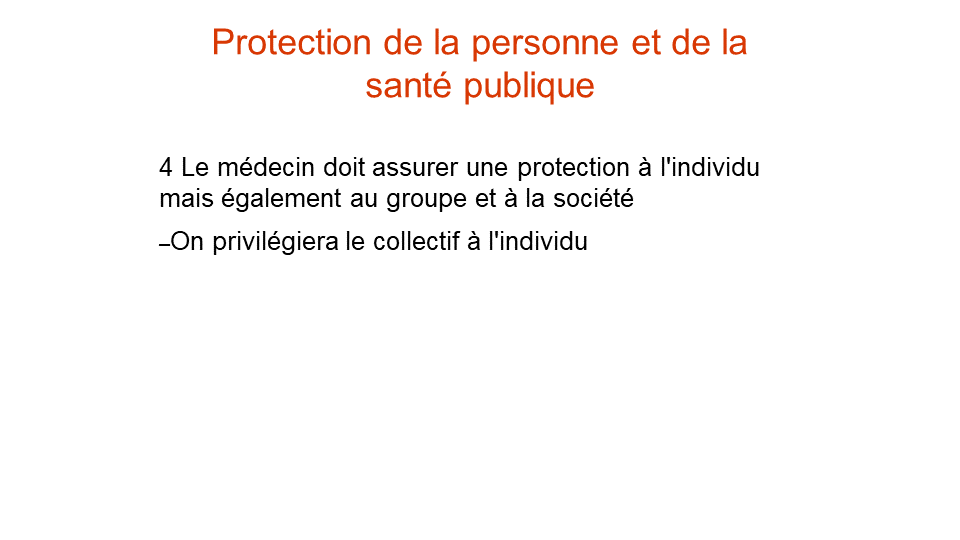 Protection de la personne et de la
santé publique
4 Le médecin doit assurer une protection à l'individu
mais également au groupe et à la société
–On privilégiera le collectif à l'individu